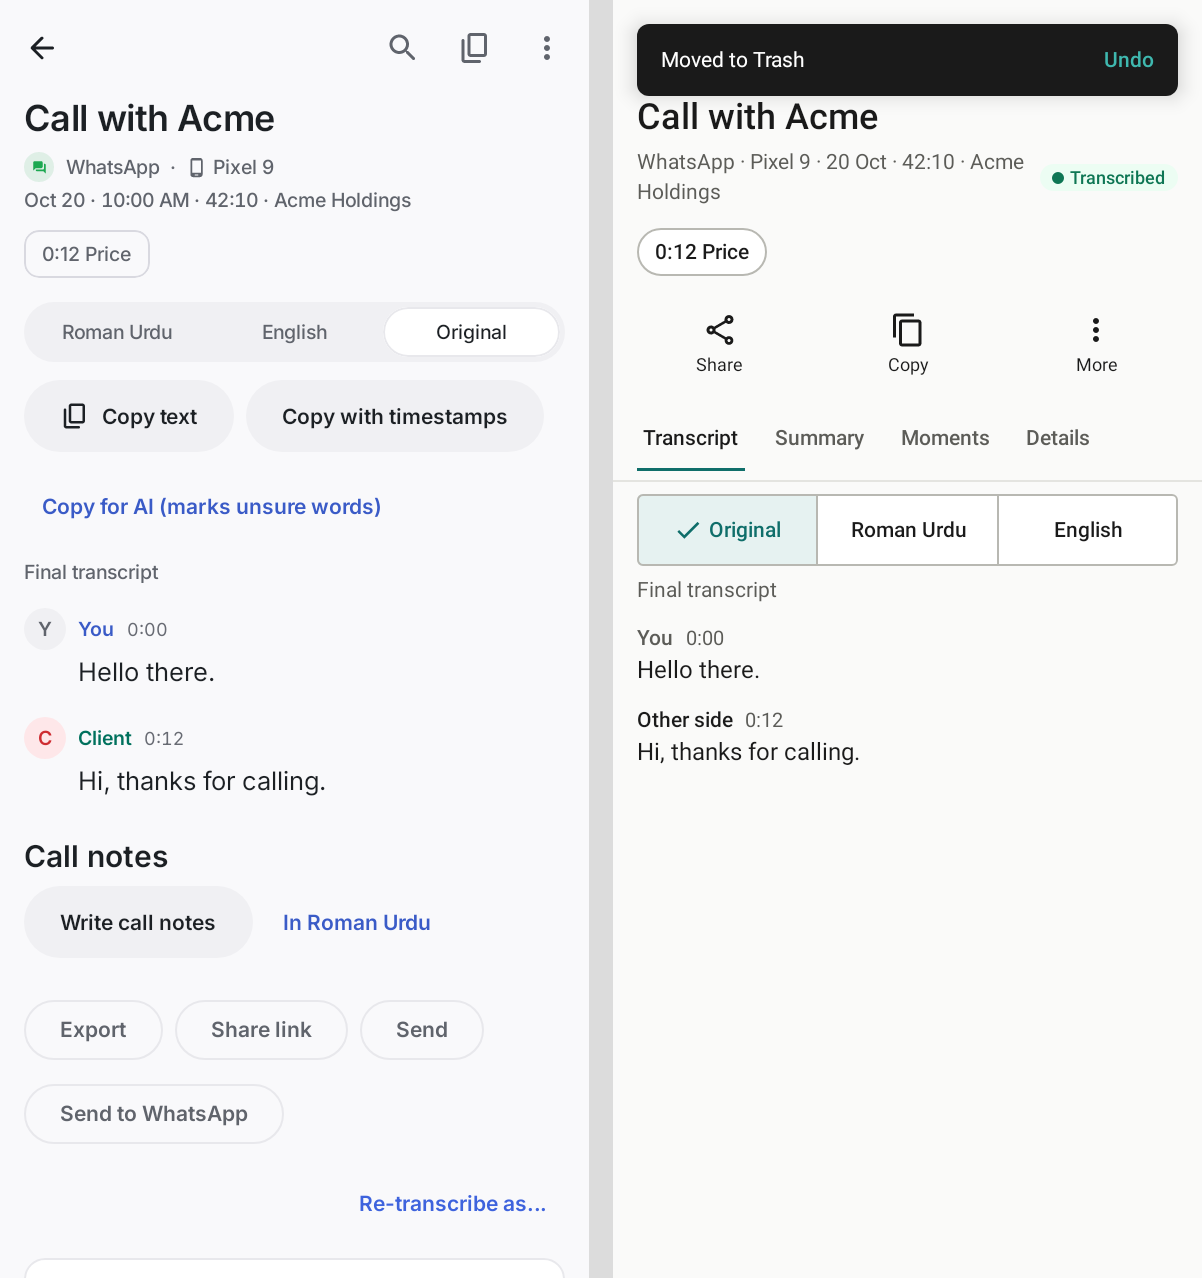 Call with Acme
WhatsApp · Pixel 9
Oct 20 · 10:00 AM · 42:10 · Acme Holdings
0:12 Price
Roman Urdu
English
Original
Copy text
Copy with timestamps
Copy for AI (marks unsure words)
Final transcript
Y
You 0:00
Hello there.
C
Client 0:12
Hi, thanks for calling.
Call notes
Write call notes
In Roman Urdu
Export
Share link
Send
Send to WhatsApp
Re-transcribe as...
Moved to Trash
Undo
Call with Acme
WhatsApp · Pixel 9 · 20 Oct · 42:10 · Acme
Holdings
Transcribed
0:12 Price
Share
Copy
More
Transcript
Summary
Moments
Details
Original
Roman Urdu
English
Final transcript
You 0:00
Hello there.
Other side 0:12
Hi, thanks for calling.